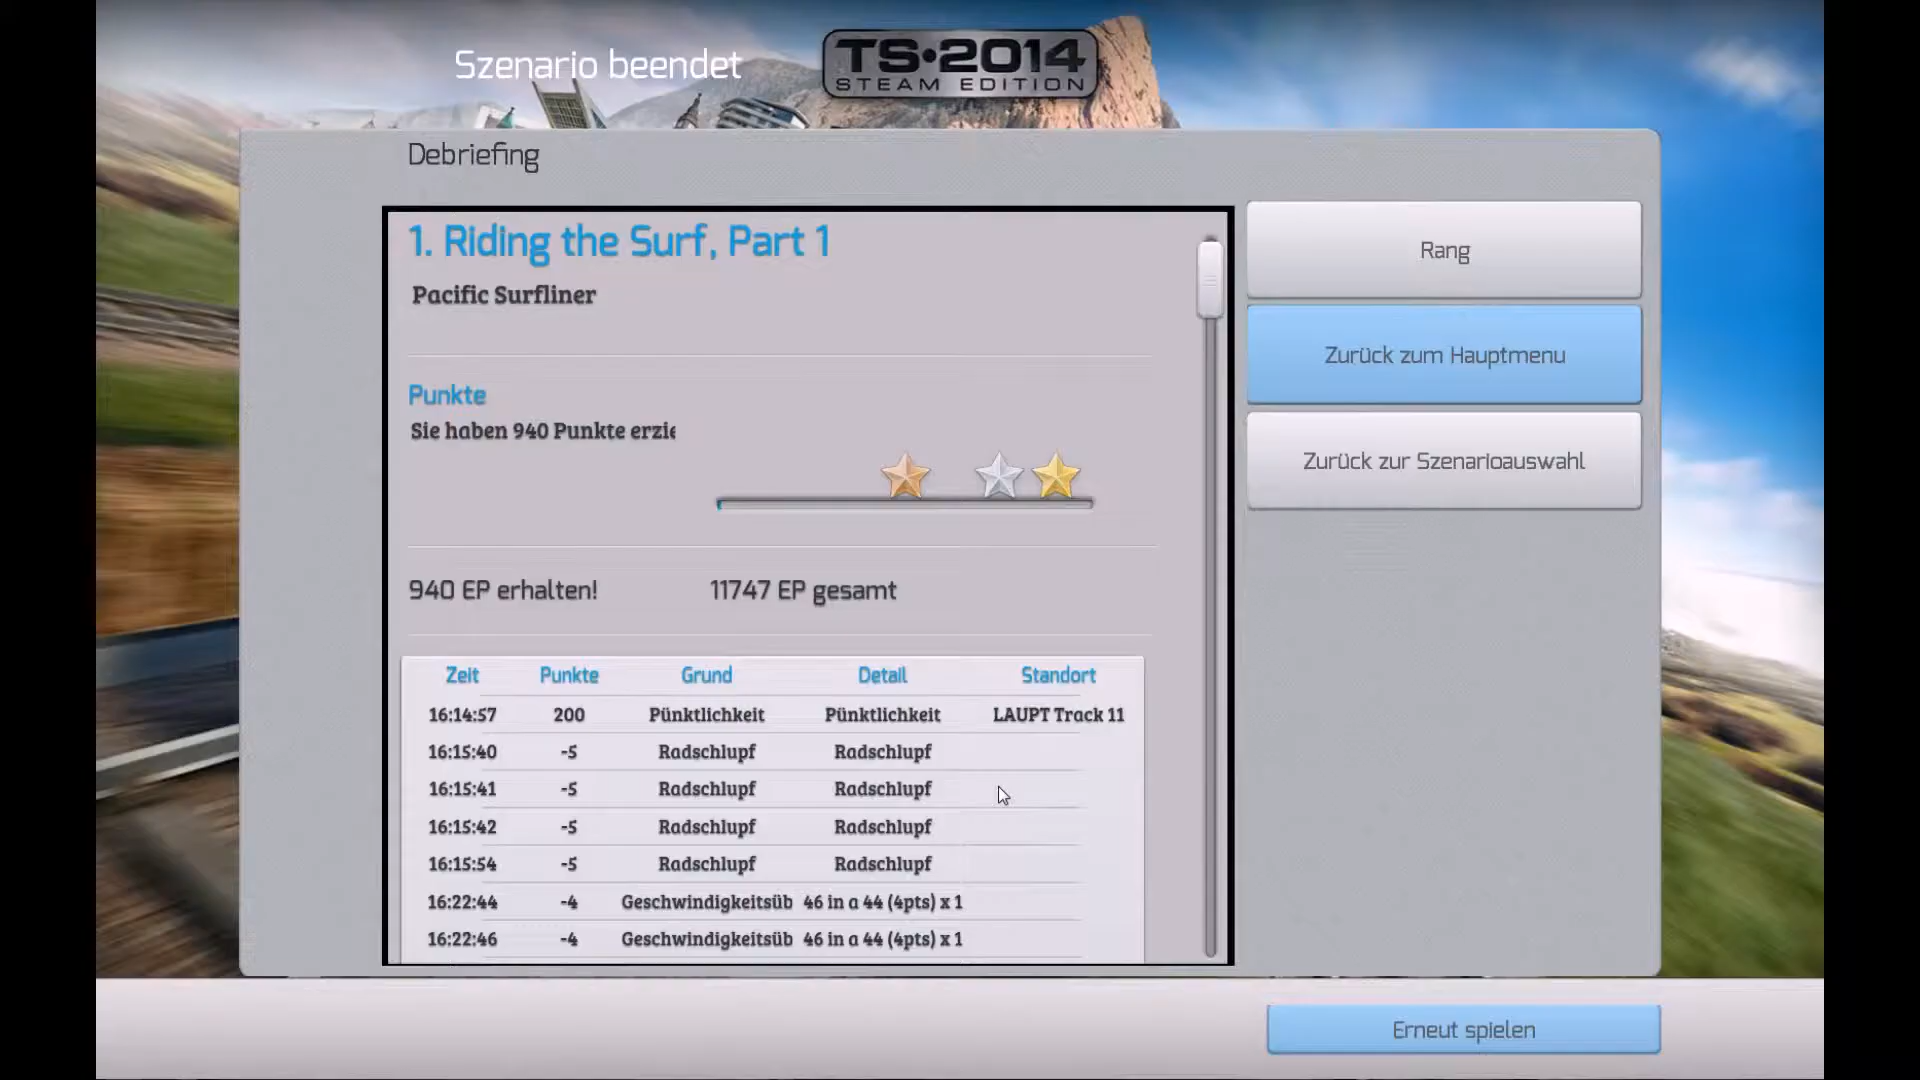 Szenario beendet
TS•2014
STEAM EDITION
Debriefing
1. Riding the Surf, Part 1
Pacific Surfliner
Punkte
Sie haben 940 Punkte erzie
940 EP erhalten! 11747 EP gesamt
Zeit Punkte Grund Detail Standort
16:14:57 200 Pünktlichkeit Pünktlichkeit LAUPT Track 11
16:15:40 -5 Radschlupf Radschlupf
16:15:41 -5 Radschlupf Radschlupf
16:15:42 -5 Radschlupf Radschlupf
16:15:54 -5 Radschlupf Radschlupf
16:22:44 -4 Geschwindigkeitsüb 46 in a 44 (4pts) x 1
16:22:46 -4 Geschwindigkeitsüb 46 in a 44 (4pts) x 1
Rang
Zurück zum Hauptmenu
Zurück zur Szenarioauswahl
Erneut spielen